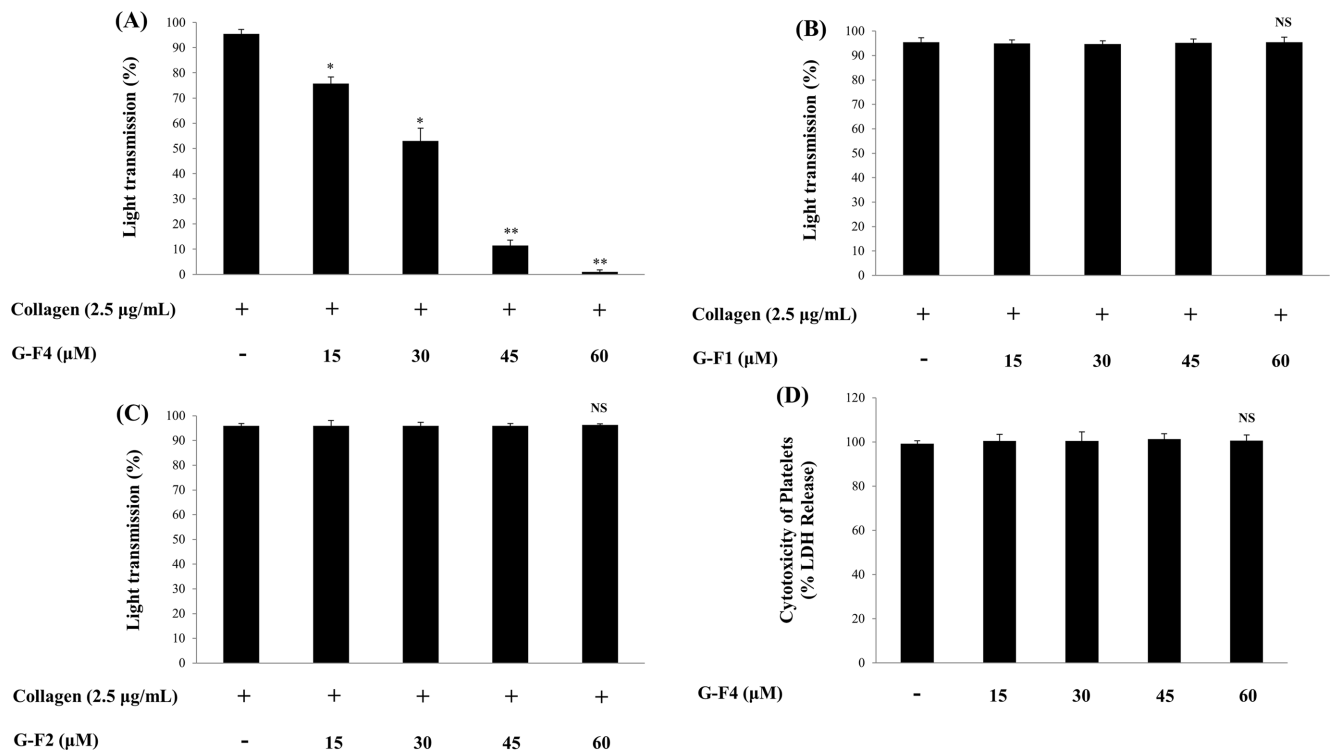 (A)
Light transmission (%)
100
90
80
70
60
50
40
30
20
10
0
*
*
**
**
Collagen (2.5 μg/mL) + + + + +
G-F4 (μM) - 15 30 45 60
(B)
Light transmission (%)
100
90
80
70
60
50
40
30
20
10
0
NS
Collagen (2.5 μg/mL) + + + + +
G-F1 (μM) - 15 30 45 60
(C)
Light transmission (%)
100
90
80
70
60
50
40
30
20
10
0
NS
Collagen (2.5 μg/mL) + + + + +
G-F2 (μM) - 15 30 45 60
(D)
Cytotoxicity of Platelets
(% LDH Release)
120
100
80
60
40
20
0
NS
G-F4 (μM) - 15 30 45 60